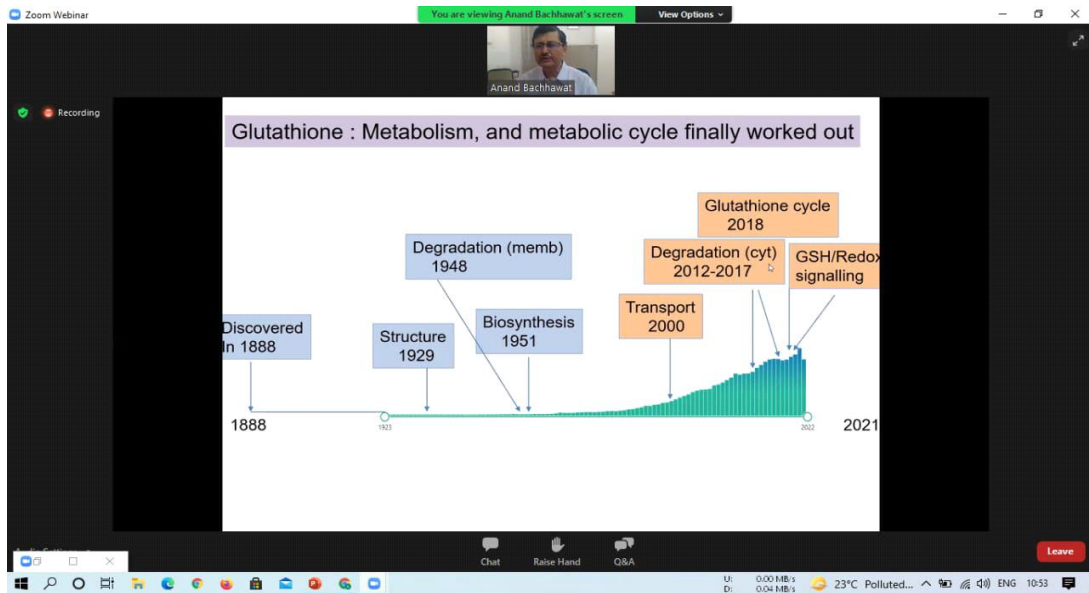 Zoom Webinar
You are viewing Anand Bachhawat's screen
View Options
Anand Bachhawat
Recording
Glutathione : Metabolism, and metabolic cycle finally worked out
Glutathione cycle
2018
Degradation (memb)
1948
Degradation (cyt)
2012-2017
GSH/Redox
signalling
Transport
2000
Discovered
In 1888
Structure
1929
Biosynthesis
1951
1888
1923
2022
2021
Chat
Raise Hand
Q&A
Leave
U: 0.00 MB/s
D: 0.04 MB/s
23°C Polluted...
ENG
10:53